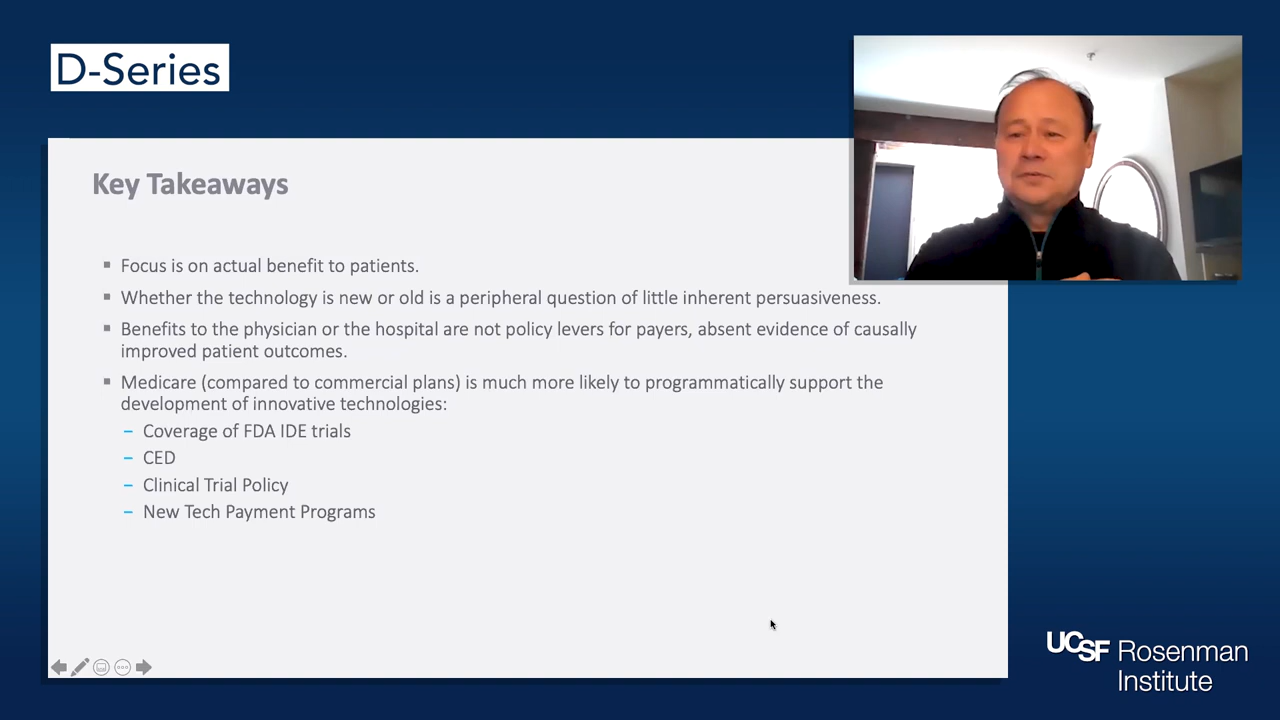 D-Series
Key Takeaways
▪ Focus is on actual benefit to patients.
▪ Whether the technology is new or old is a peripheral question of little inherent persuasiveness.
▪ Benefits to the physician or the hospital are not policy levers for payers, absent evidence of causally
improved patient outcomes.
▪ Medicare (compared to commercial plans) is much more likely to programmatically support the
development of innovative technologies:
– Coverage of FDA IDE trials
– CED
– Clinical Trial Policy
– New Tech Payment Programs
UCSF Rosenman
Institute